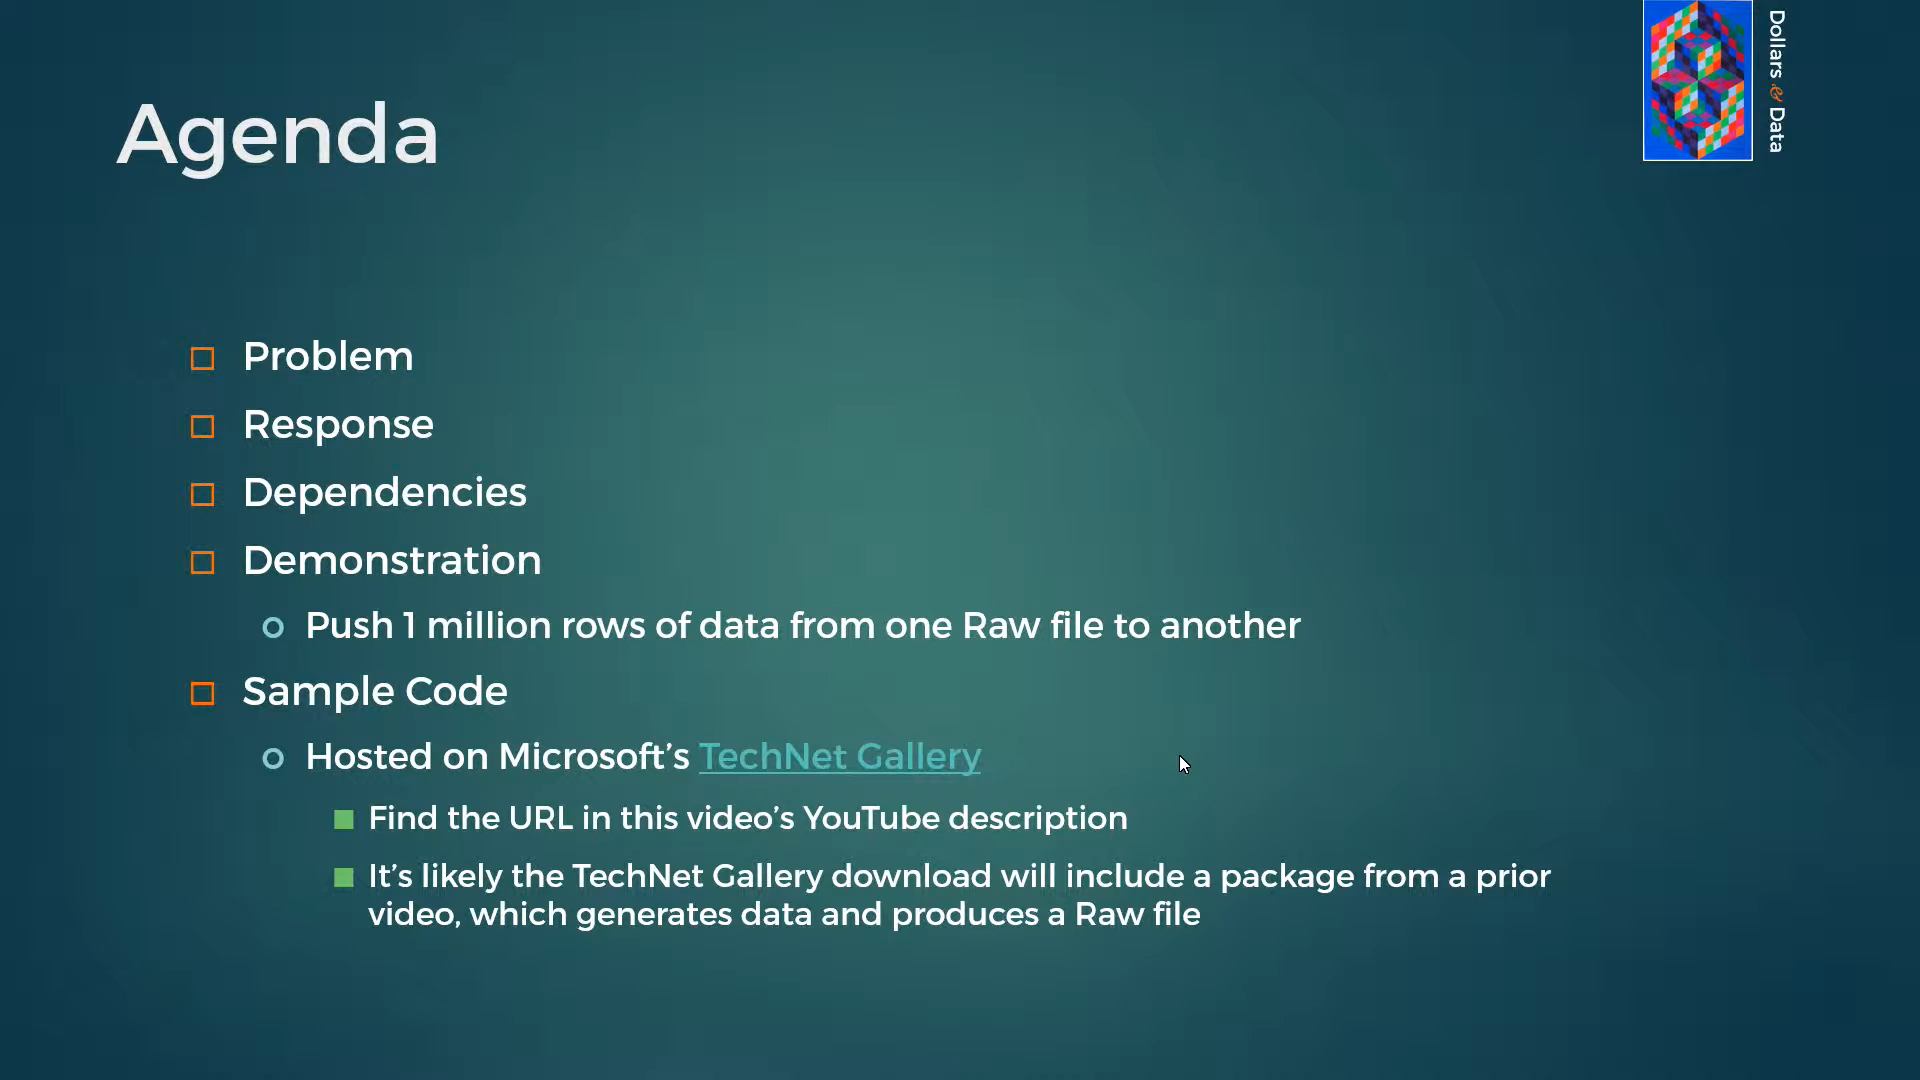 Dollars & Data
Agenda
Problem
Response
Dependencies
Demonstration
Push 1 million rows of data from one Raw file to another
Sample Code
Hosted on Microsoft’s TechNet Gallery
Find the URL in this video’s YouTube description
It’s likely the TechNet Gallery download will include a package from a prior
video, which generates data and produces a Raw file